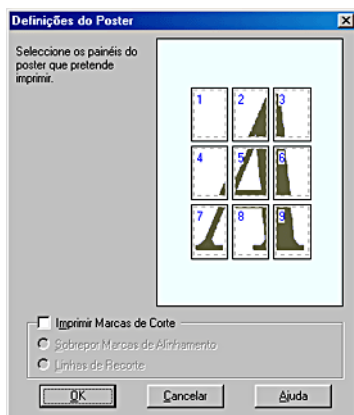 Definições do Poster
Seleccione os painéis do
poster que pretende
imprimir.
1 2 3
4 5 6
7 8 9
Imprimir Marcas de Corte
Sobrepor Marcas de Alinhamento
Linhas de Recorte
OK Cancelar Ajuda